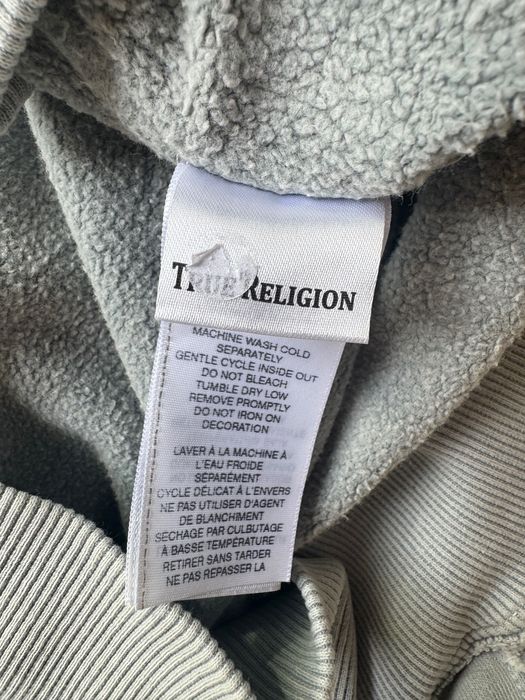 TRUE RELIGION
MACHINE WASH COLD
SEPARATELY
GENTLE CYCLE INSIDE OUT
DO NOT BLEACH
TUMBLE DRY LOW
REMOVE PROMPTLY
DO NOT IRON ON
DECORATION
LAVER À LA MACHINE À
L'EAU FROIDE
SÉPARÉMENT
CYCLE DÉLICAT À L'ENVERS
NE PAS UTILISER D'AGENT
DE BLANCHIMENT
SECHAGE PAR CULBUTAGE
À BASSE TEMPÉRATURE
RETIRER SANS TARDER
NE PAS REPASSER LA